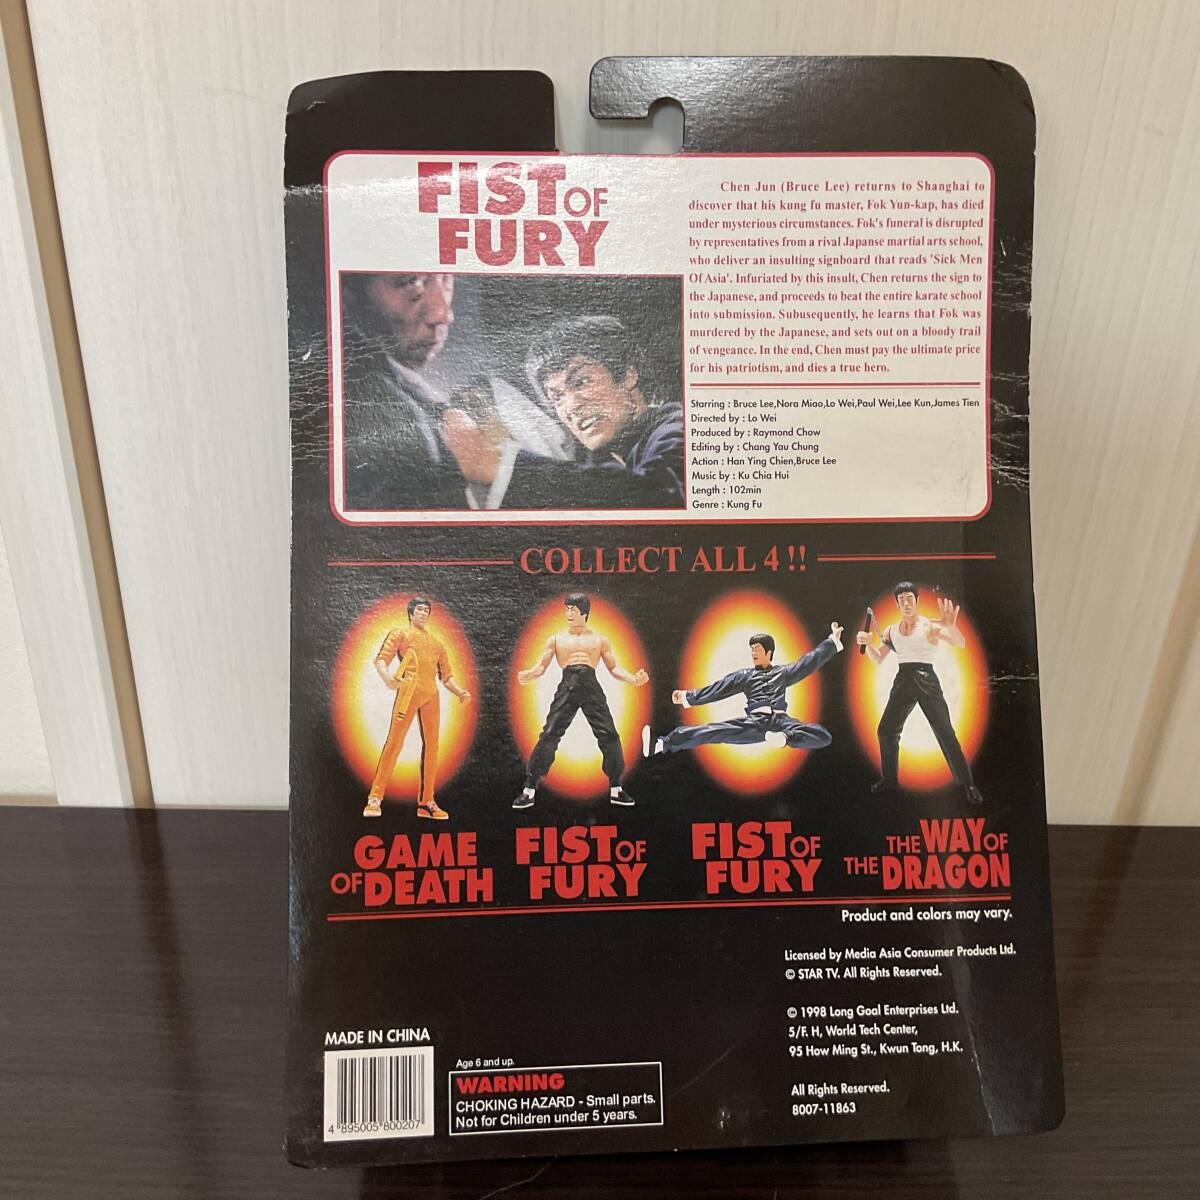 FIST OF
FURY
Chen Jun (Bruce Lee) returns to Shanghai to
discover that his kung fu master, Fok Yun-kap, has died
under mysterious circumstances. Fok's funeral is disrupted
by representatives from a rival Japanse martial arts school,
who deliver an insulting signboard that reads 'Sick Men
Of Asia'. Infuriated by this insult, Chen returns the sign to
the Japanese, and proceeds to beat the entire karate school
into submission. Subusequently, he learns that Fok was
murdered by the Japanese, and sets out on a bloody trail
of vengeance. In the end, Chen must pay the ultimate price
for his patriotism, and dies a true hero.
Starring : Bruce Lee,Nora Miao,Lo Wei,Paul Wei,Lee Kun,James Tien
Directed by : Lo Wei
Produced by : Raymond Chow
Editing by : Chang Yau Chung
Action : Han Ying Chien,Bruce Lee
Music by : Ku Chia Hui
Length : 102min
Genre : Kung Fu
COLLECT ALL 4 !!
GAME
OF DEATH
FIST OF
FURY
FIST OF
FURY
THE WAY OF
THE DRAGON
Product and colors may vary.
Licensed by Media Asia Consumer Products Ltd.
© STAR TV. All Rights Reserved.
© 1998 Long Goal Enterprises Ltd.
5/F. H, World Tech Center,
95 How Ming St., Kwun Tong, H.K.
All Rights Reserved.
8007-11863
MADE IN CHINA
4 895005 800207
Age 6 and up.
WARNING
CHOKING HAZARD - Small parts.
Not for Children under 5 years.